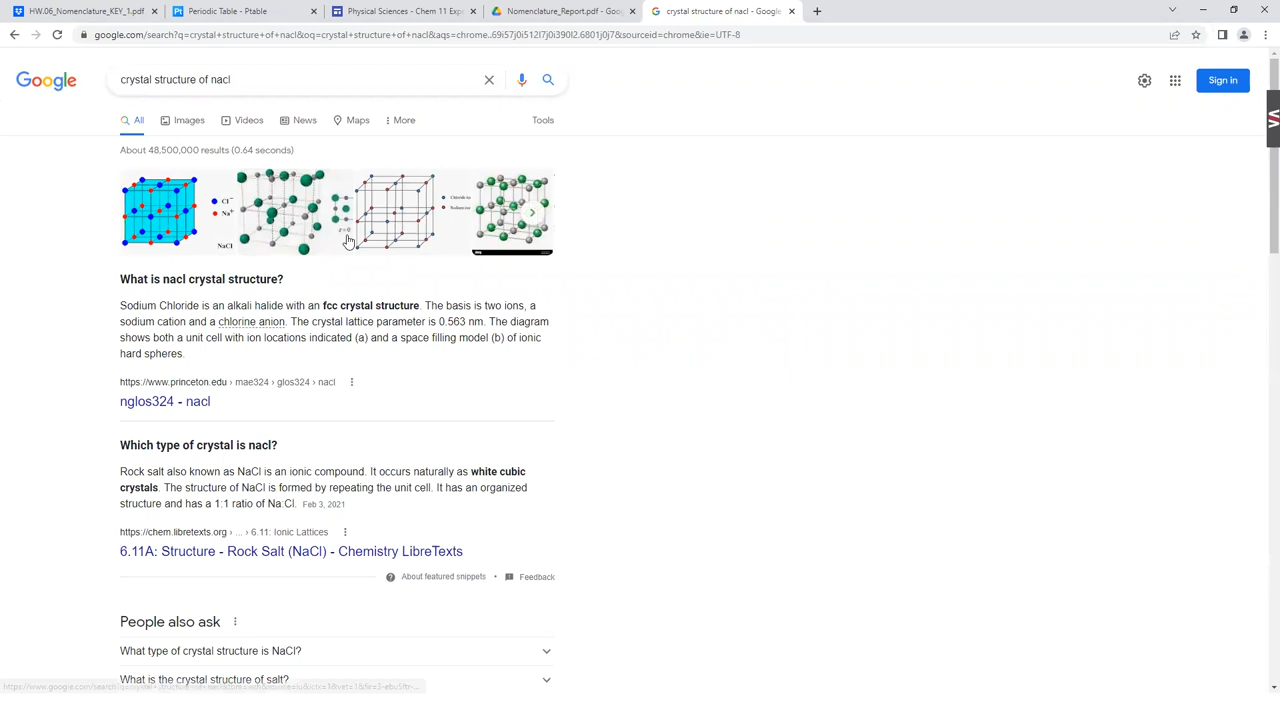 HW.06_Nomenclature_KEY_1.pdf
Periodic Table - Ptable
Physical Sciences - Chem 11 Exp
Nomenclature_Report.pdf - Goog
crystal structure of nacl - Google
google.com/search?q=crystal+structure+of+nacl&oq=crystal+structure+of+nacl&aqs=chrome..69i57j0i512l7j0i390l2.6801j0j7&sourceid=chrome&ie=UTF-8
Google
crystal structure of nacl
Sign in
All
Images
Videos
News
Maps
More
Tools
About 48,500,000 results (0.64 seconds)
Cl⁻
Na⁺
NaCl
z=0
Chloride io
What is nacl crystal structure?
Sodium Chloride is an alkali halide with an fcc crystal structure. The basis is two ions, a
sodium cation and a chlorine anion. The crystal lattice parameter is 0.563 nm. The diagram
shows both a unit cell with ion locations indicated (a) and a space filling model (b) of ionic
hard spheres.
https://www.princeton.edu › mae324 › glos324 › nacl
nglos324 - nacl
Which type of crystal is nacl?
Rock salt also known as NaCl is an ionic compound. It occurs naturally as white cubic
crystals. The structure of NaCl is formed by repeating the unit cell. It has an organized
structure and has a 1:1 ratio of Na:Cl. Feb 3, 2021
https://chem.libretexts.org › ... › 6.11: Ionic Lattices
6.11A: Structure - Rock Salt (NaCl) - Chemistry LibreTexts
About featured snippets • Feedback
People also ask
What type of crystal structure is NaCl?
What is the crystal structure of salt?